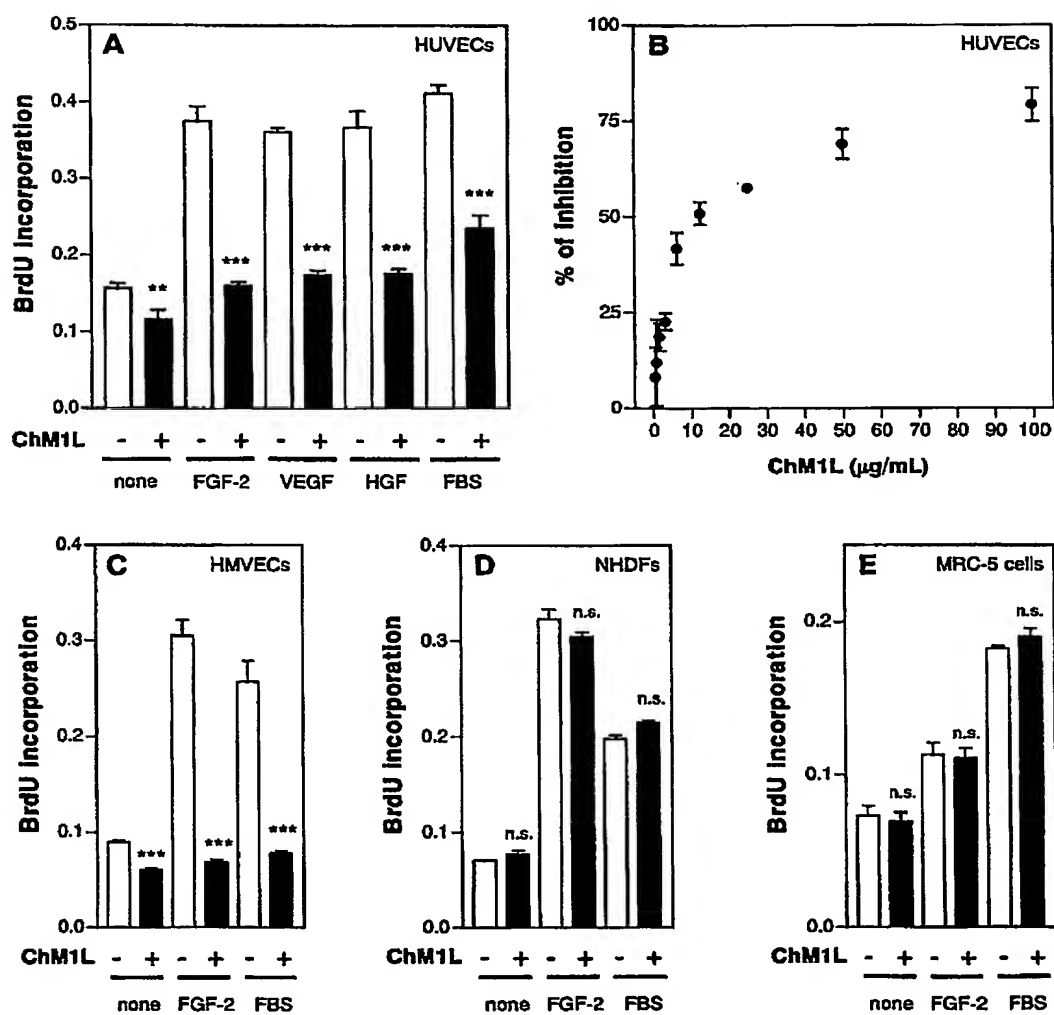 A
HUVECs
BrdU incorporation
0.5
0.4
0.3
0.2
0.1
0.0
** *** *** *** ***
ChM1L - + - + - + - + - +
none FGF-2 VEGF HGF FBS
B
HUVECs
% of inhibition
100
75
50
25
0
0 10 20 30 40 50 60 70 80 90 100
ChM1L (μg/mL)
C
HMVECs
BrdU incorporation
0.4
0.3
0.2
0.1
0.0
*** *** ***
ChM1L - + - + - +
none FGF-2 FBS
D
NHDFs
BrdU incorporation
0.4
0.3
0.2
0.1
0.0
n.s. n.s. n.s.
ChM1L - + - + - +
none FGF-2 FBS
E
MRC-5 cells
BrdU incorporation
0.2
0.1
0.0
n.s. n.s. n.s.
ChM1L - + - + - +
none FGF-2 FBS